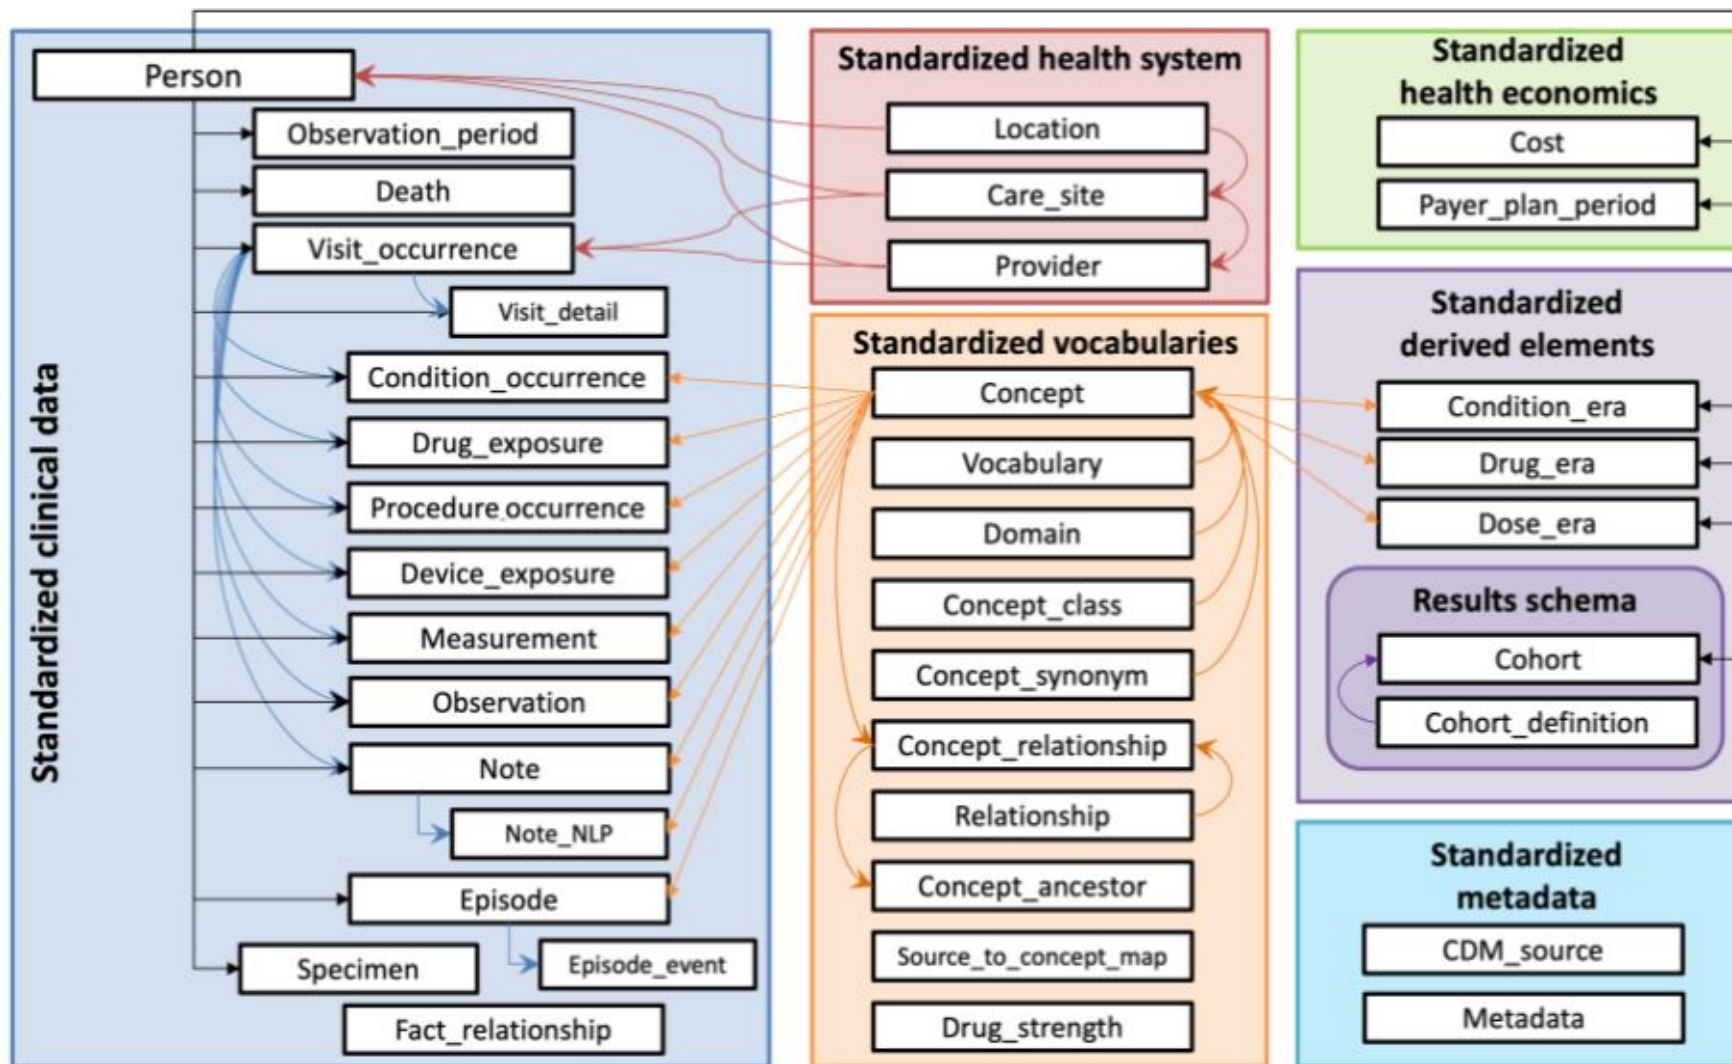 Standardized clinical data
Person
Observation_period
Death
Visit_occurrence
Visit_detail
Condition_occurrence
Drug_exposure
Procedure_occurrence
Device_exposure
Measurement
Observation
Note
Note_NLP
Episode
Episode_event
Specimen
Fact_relationship
Standardized health system
Location
Care_site
Provider
Standardized vocabularies
Concept
Vocabulary
Domain
Concept_class
Concept_synonym
Concept_relationship
Relationship
Concept_ancestor
Source_to_concept_map
Drug_strength
Standardized
health economics
Cost
Payer_plan_period
Standardized
derived elements
Condition_era
Drug_era
Dose_era
Results schema
Cohort
Cohort_definition
Standardized
metadata
CDM_source
Metadata